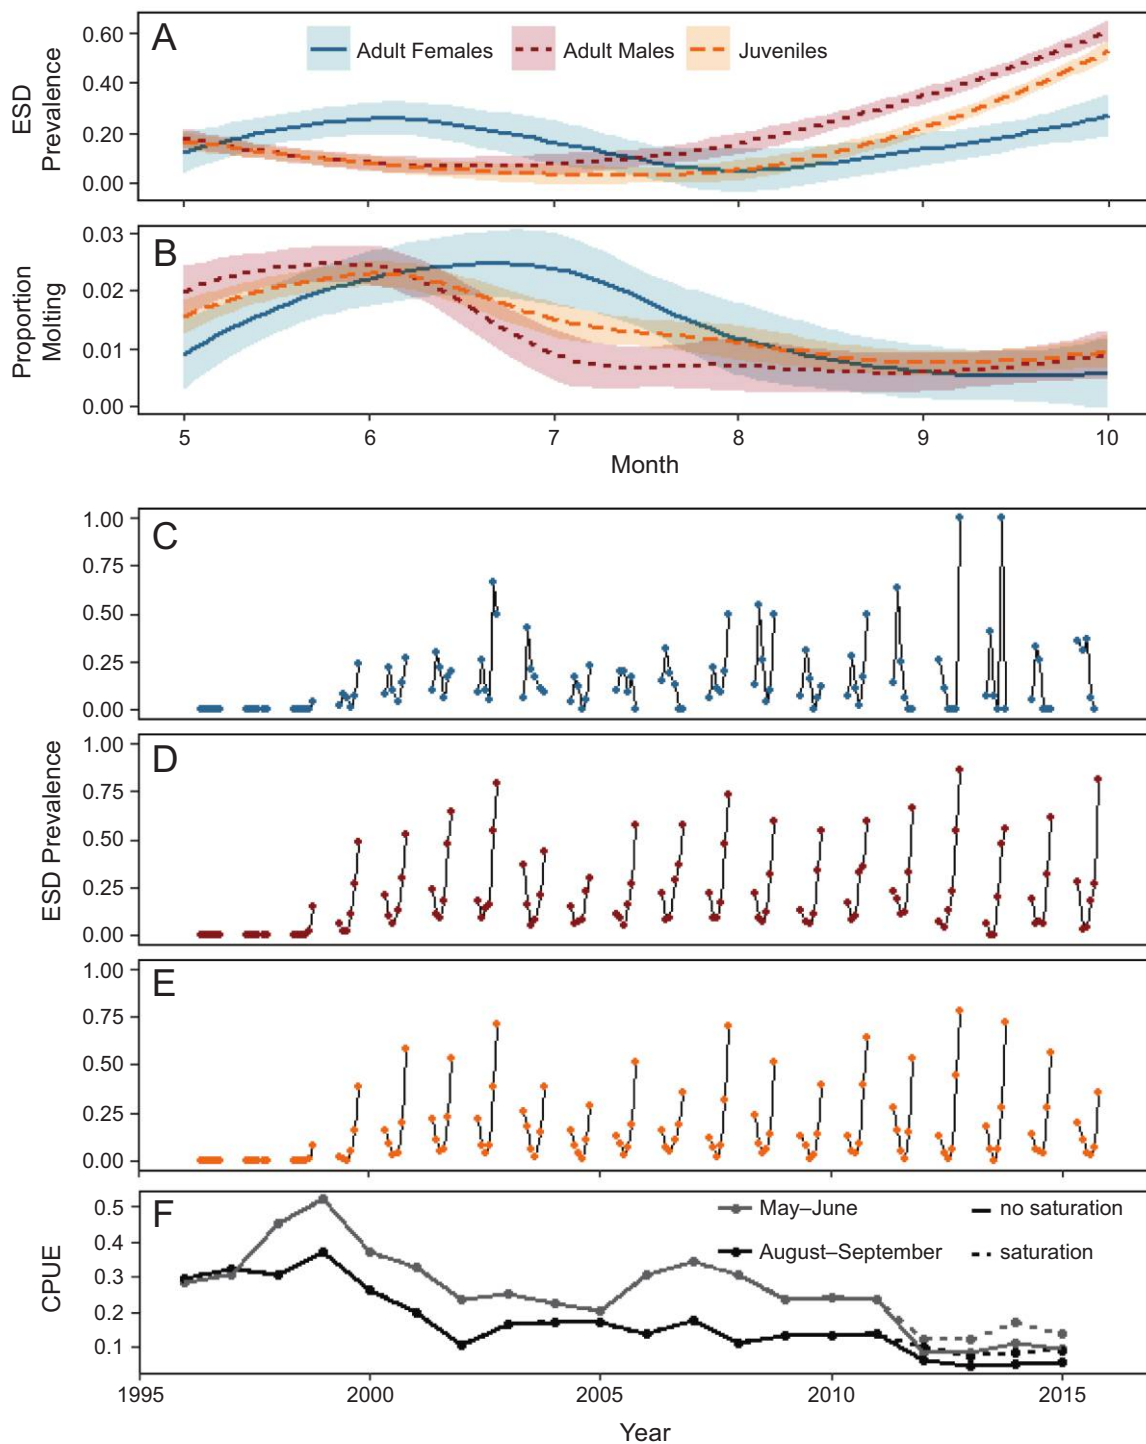 A
Adult Females
Adult Males
Juveniles
ESD
Prevalence
0.60
0.40
0.20
0.00
B
Proportion
Molting
0.03
0.02
0.01
0.00
5
6
7
8
9
10
Month
C
1.00
0.75
0.50
0.25
0.00
D
ESD Prevalence
1.00
0.75
0.50
0.25
0.00
E
1.00
0.75
0.50
0.25
0.00
F
May–June
no saturation
August–September
saturation
CPUE
0.5
0.4
0.3
0.2
0.1
1995
2000
2005
2010
2015
Year